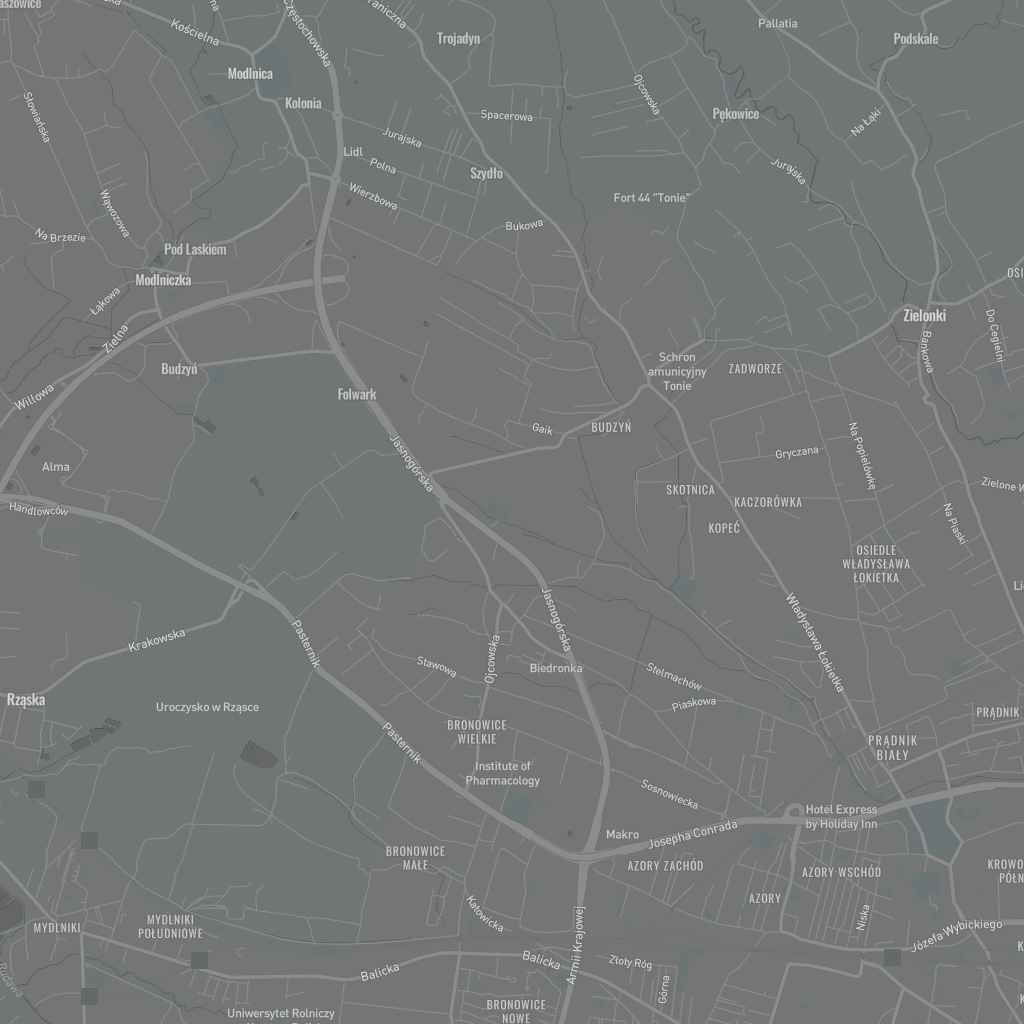 Kościelna
Częstochowska
Trojadyn
Pallatia
Podskale
Modlnica
Kolonia
Ojcowska
Słowiańska
Spacerowa
Pękowice
Na Łąki
Jurajska
Lidl
Polna
Szydło
Jurajska
Wierzbowa
Fort 44 "Tonie"
Wąwozowa
Bukowa
Na Brzezie
Pod Laskiem
Modlniczka
Łąkowa
Zielna
Zielonki
Do Cegielni
Bankowa
Budzyń
Schron
amunicyjny
Tonie
ZADWORZE
Willowa
Folwark
Gaik
BUDZYŃ
Na Popielówkę
Jasnogórska
Gryczana
Alma
Handlowców
SKOTNICA
KACZORÓWKA
Zielone W
KOPEĆ
Na Piaski
OSIEDLE
WŁADYSŁAWA
ŁOKIETKA
Jasnogórska
Władysława Łokietka
Pasternik
Krakowska
Ojcowska
Stawowa
Biedronka
Stelmachów
Piaskowa
Rząska
Uroczysko w Rząsce
BRONOWICE
WIELKIE
PRĄDNIK
PRĄDNIK
BIAŁY
Pasternik
Institute of
Pharmacology
Sosnowiecka
Hotel Express
by Holiday Inn
Makro
Josepha Conrada
BRONOWICE
MAŁE
AZORY ZACHÓD
AZORY WSCHÓD
AZORY
Niska
Katowicka
Armii Krajowej
MYDLNIKI
MYDLNIKI
POŁUDNIOWE
Józefa Wybickiego
Balicka
Balicka
Złoty Róg
Górna
Rudawa
BRONOWICE
NOWE
Uniwersytet Rolniczy